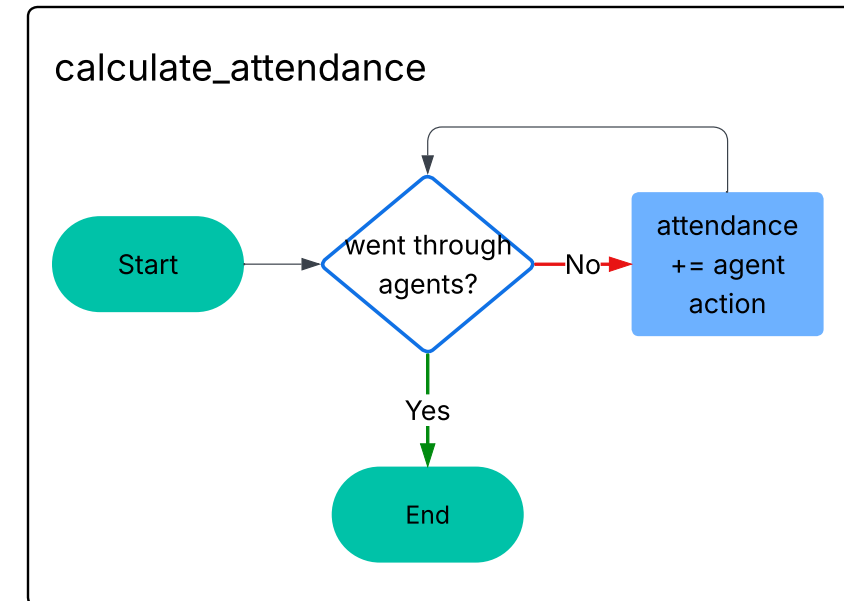 calculate_attendance
Start
went through
agents?
No
attendance
+= agent
action
Yes
End